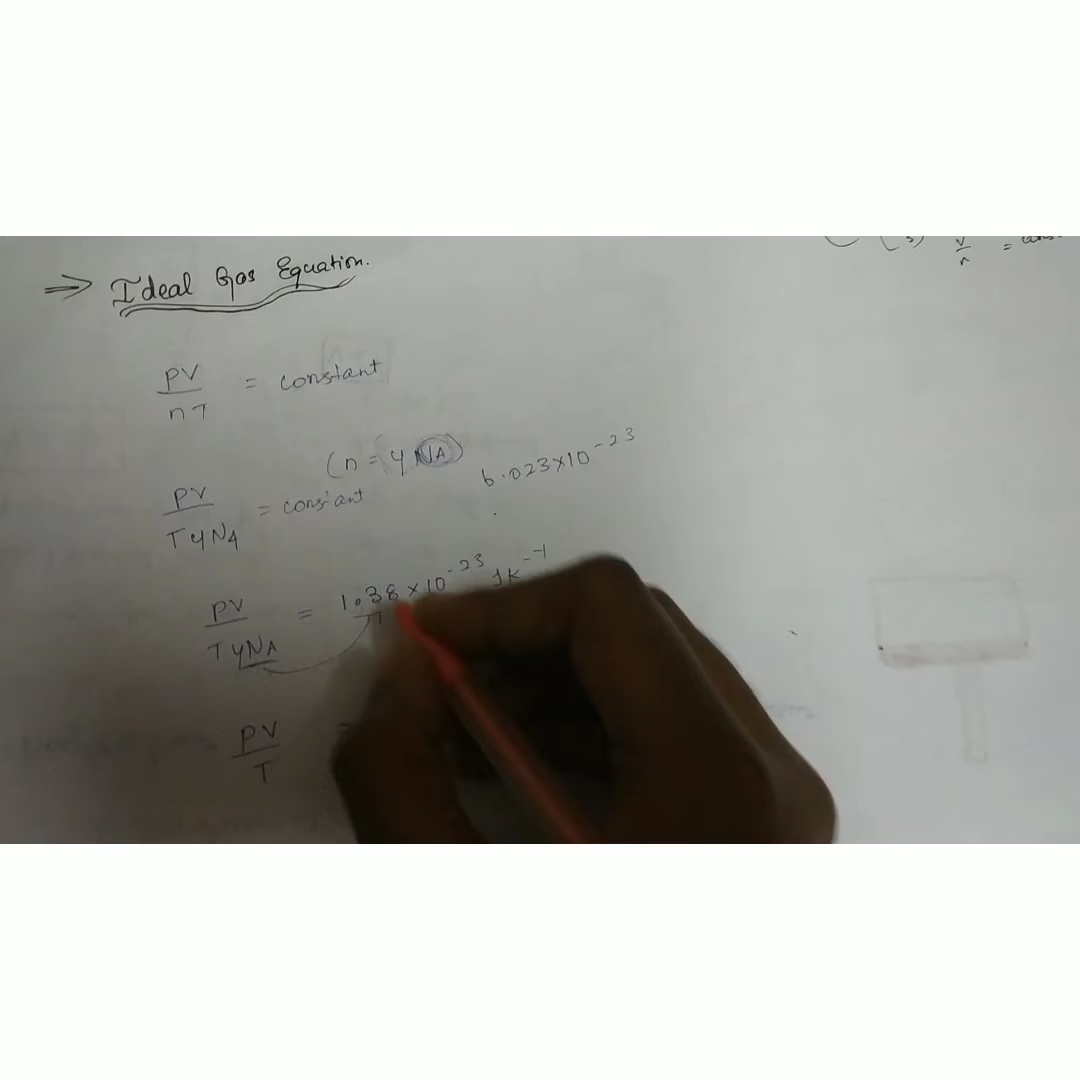 ⇒ Ideal Gas Equation.
PV/nT = constant
(n = y NA)
6.023×10⁻²³
PV/TyNA = constant
PV/TyNA = 1.38×10⁻²³ JK⁻¹
PV/T =
V/n =